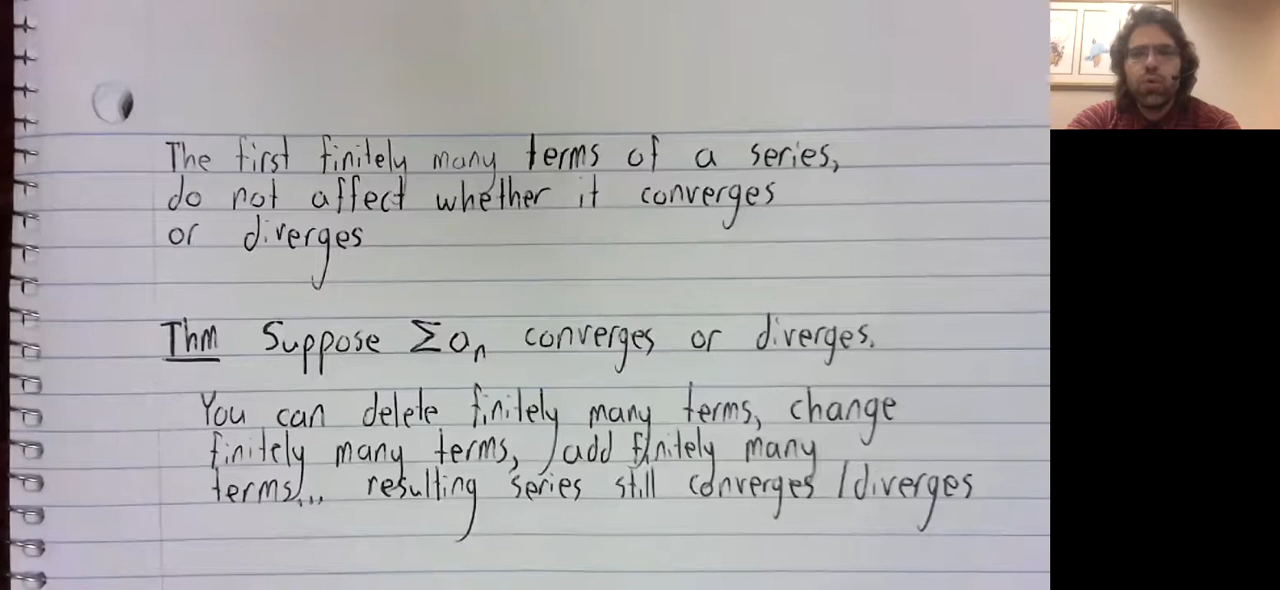 The first finitely many terms of a series,
do not affect whether it converges
or diverges
Thm Suppose Σaₙ converges or diverges.
You can delete finitely many terms, change
finitely many terms, add finitely many
terms... resulting series still converges / diverges